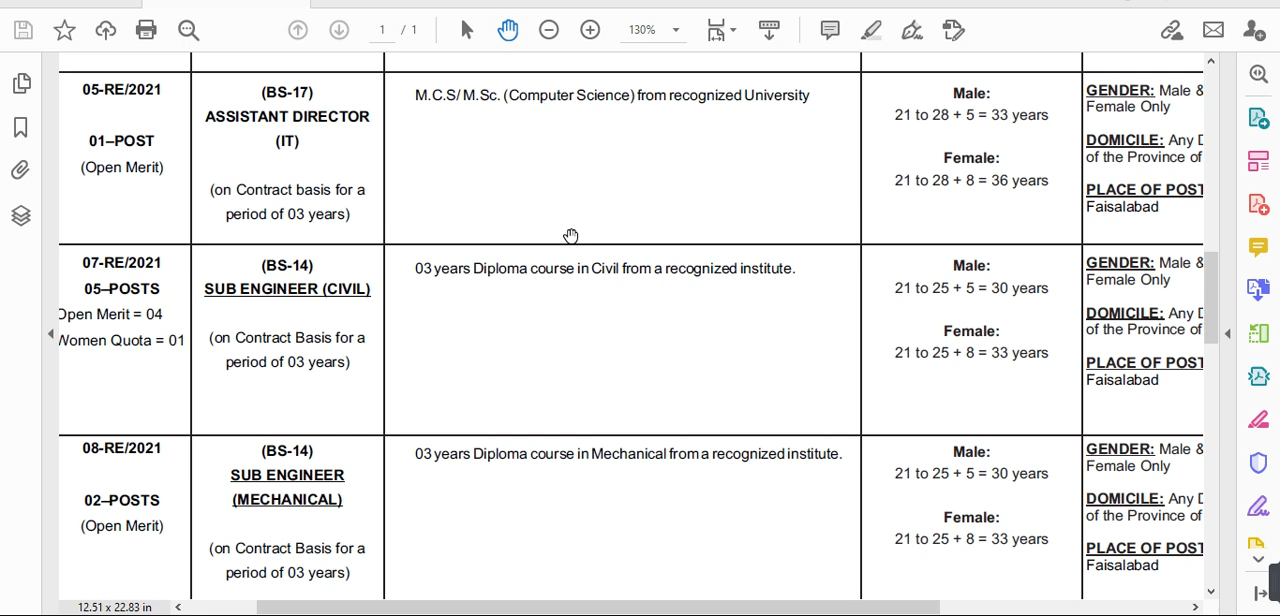 1 / 1
130%
05-RE/2021
01–POST
(Open Merit)
(BS-17)
ASSISTANT DIRECTOR
(IT)
(on Contract basis for a
period of 03 years)
M.C.S/ M.Sc. (Computer Science) from recognized University
Male:
21 to 28 + 5 = 33 years
Female:
21 to 28 + 8 = 36 years
GENDER: Male &
Female Only
DOMICILE: Any D
of the Province of
PLACE OF POST
Faisalabad
07-RE/2021
05–POSTS
Open Merit = 04
Women Quota = 01
(BS-14)
SUB ENGINEER (CIVIL)
(on Contract Basis for a
period of 03 years)
03 years Diploma course in Civil from a recognized institute.
Male:
21 to 25 + 5 = 30 years
Female:
21 to 25 + 8 = 33 years
GENDER: Male &
Female Only
DOMICILE: Any D
of the Province of
PLACE OF POST
Faisalabad
08-RE/2021
02–POSTS
(Open Merit)
(BS-14)
SUB ENGINEER
(MECHANICAL)
(on Contract Basis for a
period of 03 years)
03 years Diploma course in Mechanical from a recognized institute.
Male:
21 to 25 + 5 = 30 years
Female:
21 to 25 + 8 = 33 years
GENDER: Male &
Female Only
DOMICILE: Any D
of the Province of
PLACE OF POST
Faisalabad
12.51 x 22.83 in